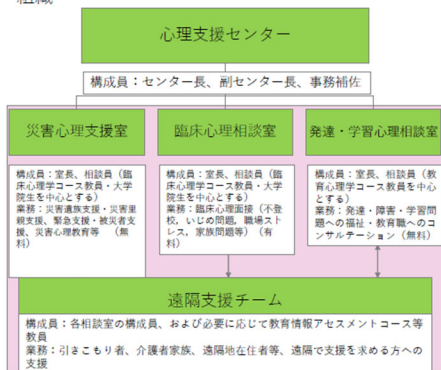 組織
心理支援センター
構成員：センター長、副センター長、事務補佐
災害心理支援室
構成員：室長、相談員（臨
床心理学コース教員・大学
院生を中心とする）
業務：災害遺族支援・災害里
親支援、緊急支援・被災者支
援、災害心理教育等）（無
料）
臨床心理相談室
構成員：室長、相談員（臨
床心理学コース教員・大学
院生を中心とする）
業務：臨床心理面接（不登
校，いじめ問題，職場スト
レス，家族問題等）（有
料）
発達・学習心理相談室
構成員：室長、相談員（教
育心理学コース教員を中心
とする）
業務：発達・障害・学習問
題への福祉・教育職へのコ
ンサルテーション（無料）
遠隔支援チーム
構成員：各相談室の構成員、および必要に応じて教育情報アセスメントコース等
教員
業務：引きこもり者、介護者家族、遠隔地在住者等、遠隔で支援を求める方への
支援